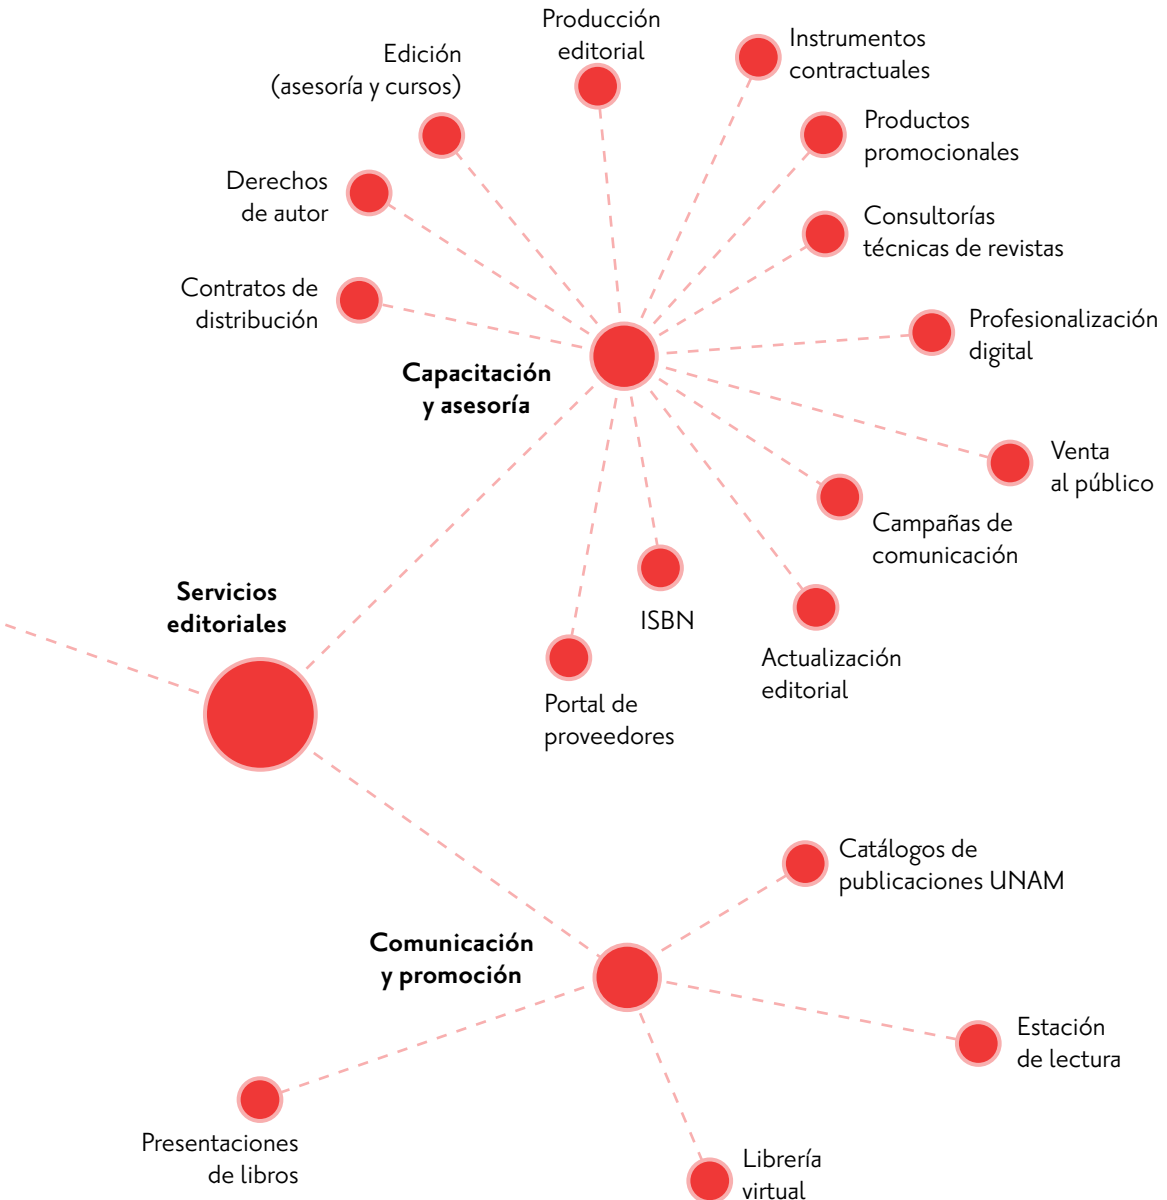 Producción
editorial
Instrumentos
contractuales
Edición
(asesoría y cursos)
Productos
promocionales
Derechos
de autor
Consultorías
técnicas de revistas
Contratos de
distribución
Profesionalización
digital
Capacitación
y asesoría
Venta
al público
Campañas de
comunicación
Servicios
editoriales
ISBN
Actualización
editorial
Portal de
proveedores
Catálogos de
publicaciones UNAM
Comunicación
y promoción
Estación
de lectura
Presentaciones
de libros
Librería
virtual